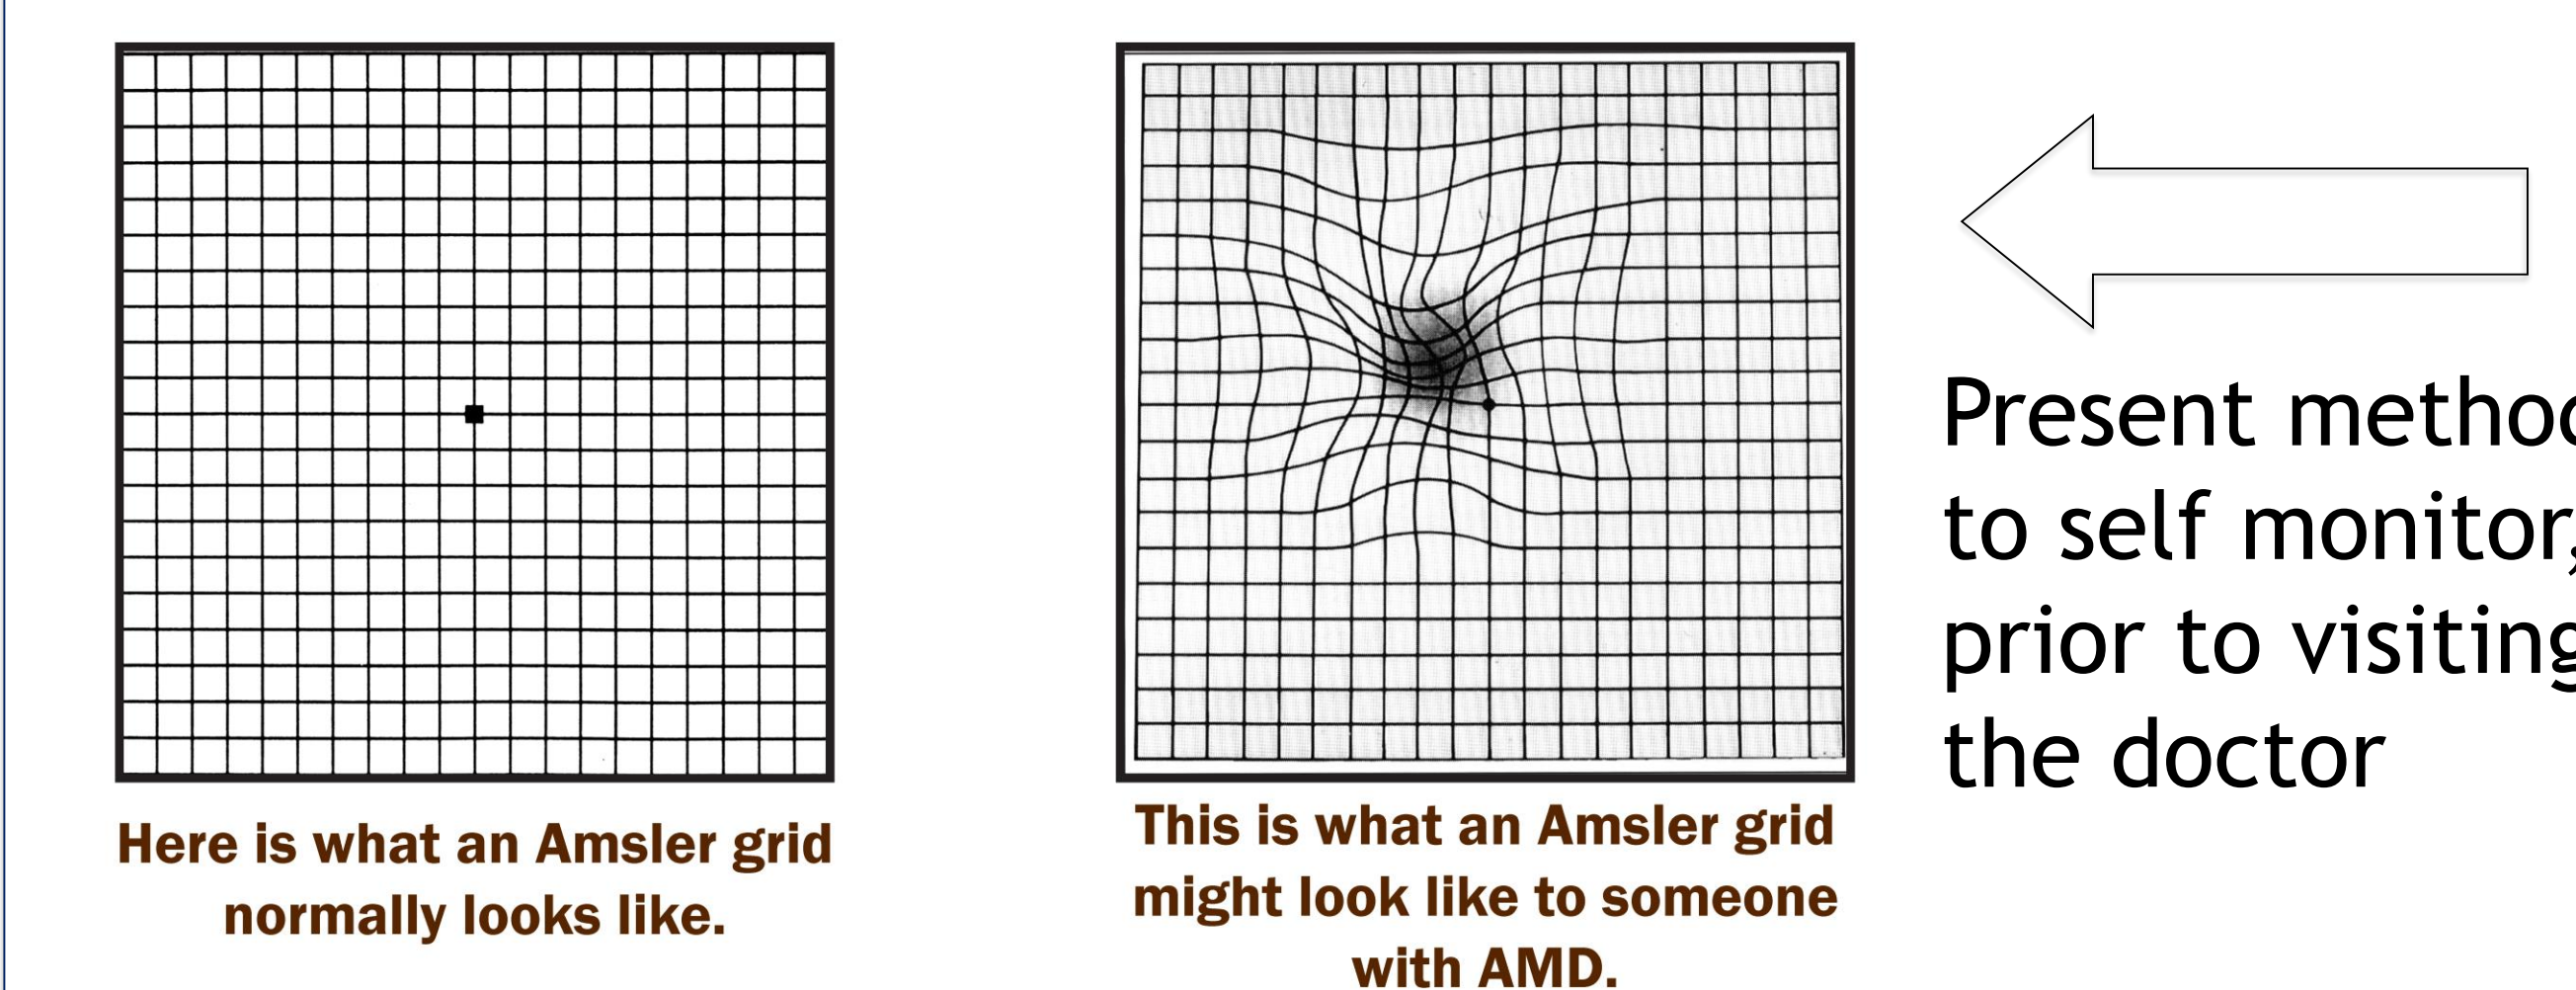 Here is what an Amsler grid
normally looks like.
This is what an Amsler grid
might look like to someone
with AMD.
Present method
to self monitor,
prior to visiting
the doctor